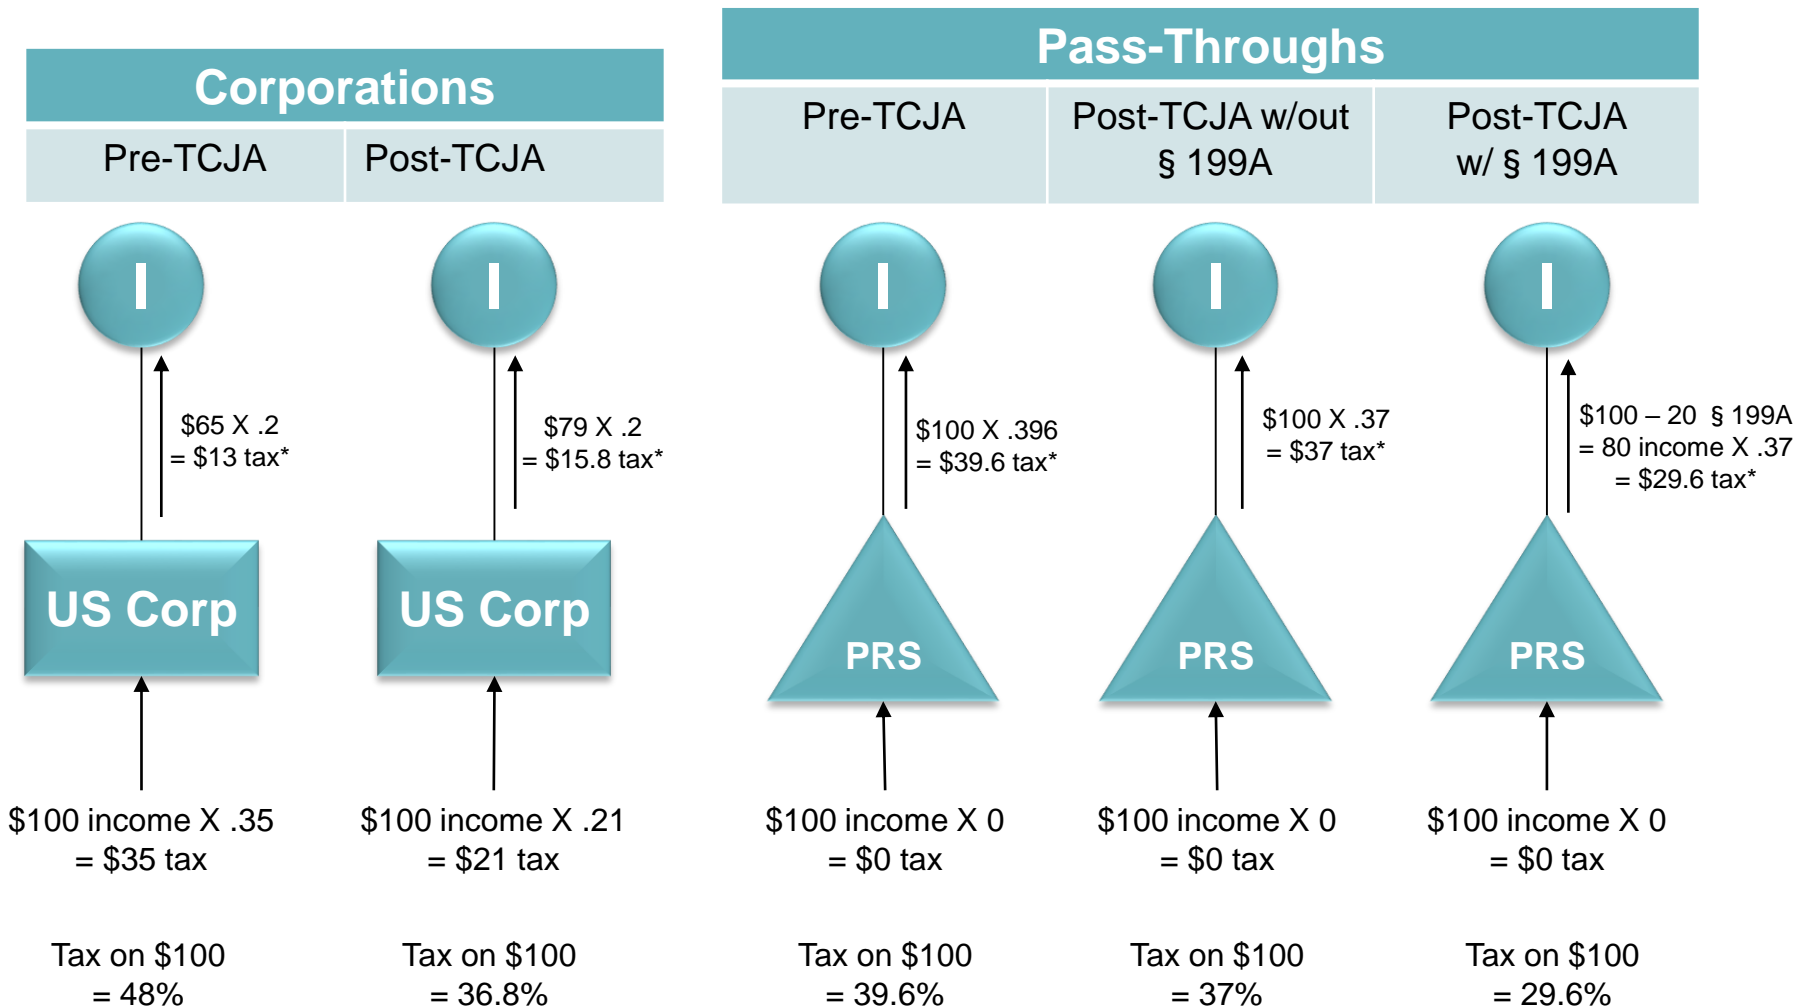 Corporations
Pre-TCJA
Post-TCJA
I
I
$65 X .2
= $13 tax*
$79 X .2
= $15.8 tax*
US Corp
US Corp
$100 income X .35
= $35 tax
$100 income X .21
= $21 tax
Tax on $100
= 48%
Tax on $100
= 36.8%
Pass-Throughs
Pre-TCJA
Post-TCJA w/out
§ 199A
Post-TCJA
w/ § 199A
I
I
I
$100 X .396
= $39.6 tax*
$100 X .37
= $37 tax*
$100 – 20 § 199A
= 80 income X .37
= $29.6 tax*
PRS
PRS
PRS
$100 income X 0
= $0 tax
$100 income X 0
= $0 tax
$100 income X 0
= $0 tax
Tax on $100
= 39.6%
Tax on $100
= 37%
Tax on $100
= 29.6%